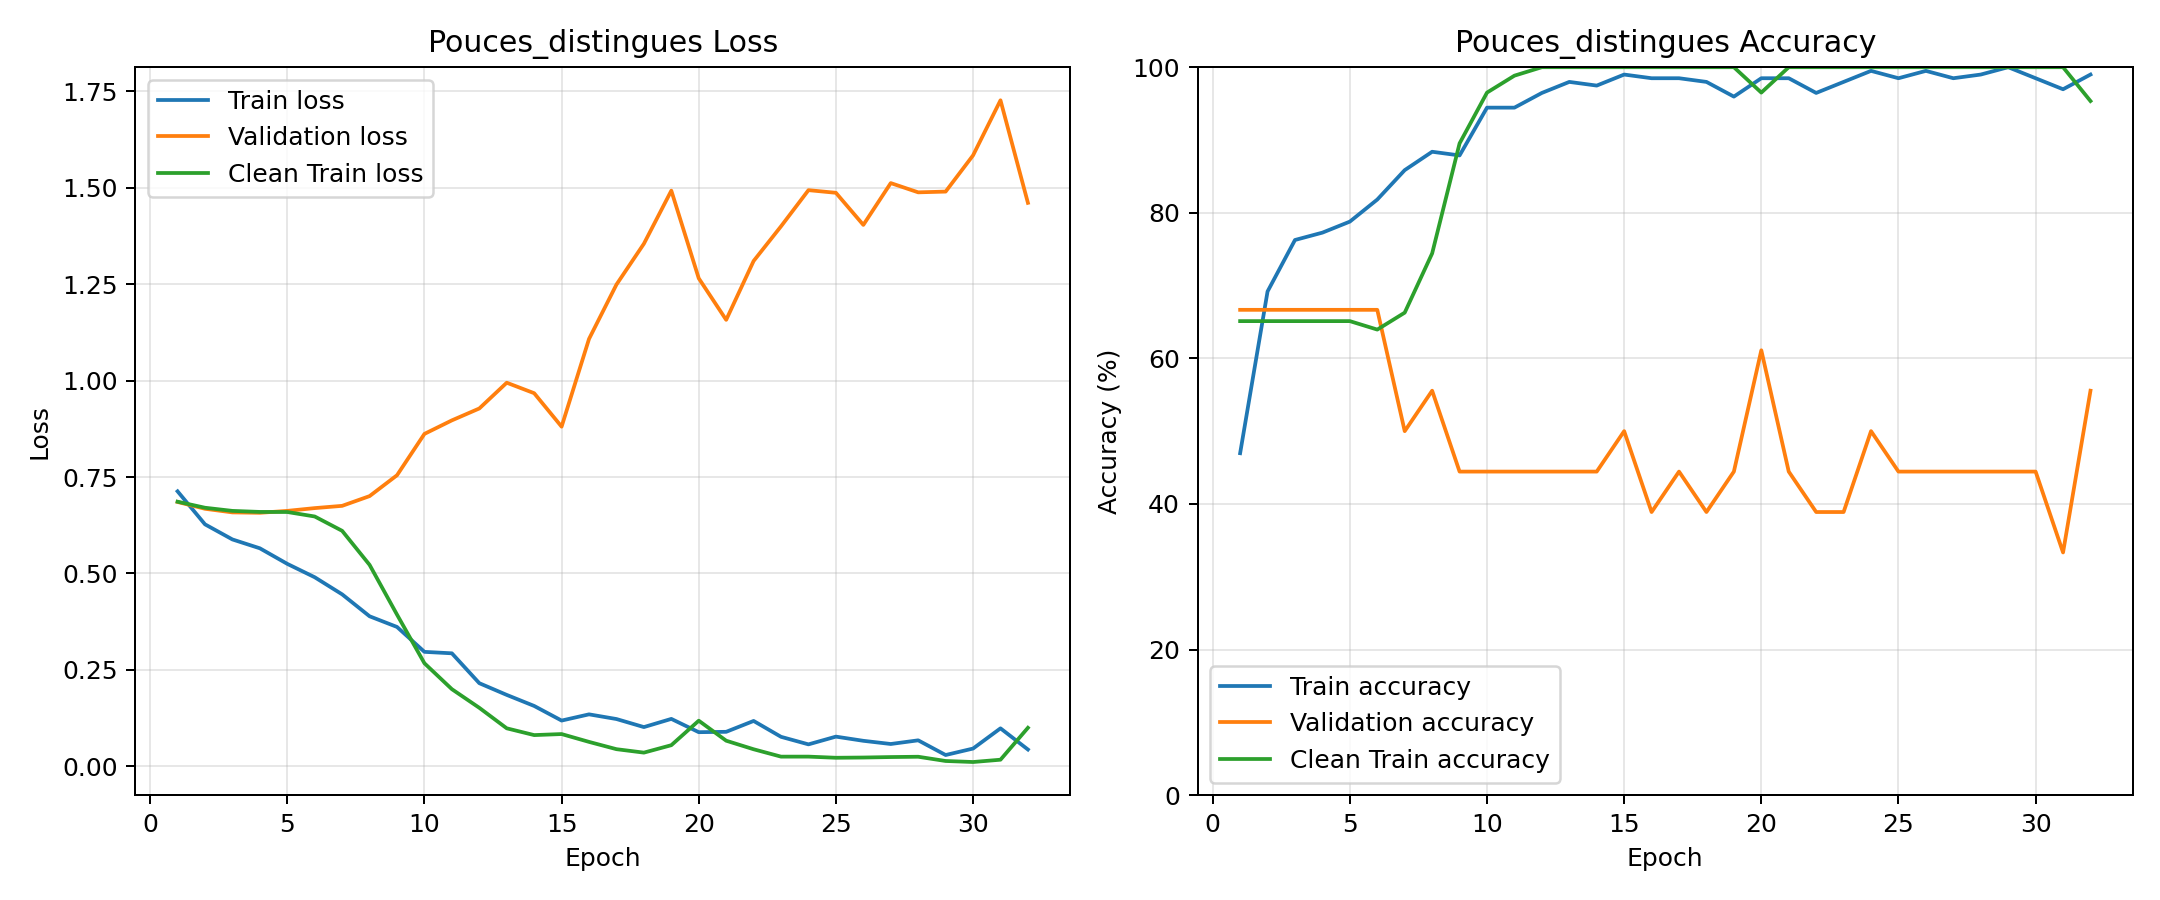 Pouces_distingues Loss
Train loss
Validation loss
Clean Train loss
1.75
1.50
1.25
1.00
0.75
0.50
0.25
0.00
Loss
0 5 10 15 20 25 30
Epoch
Pouces_distingues Accuracy
100
80
60
40
20
0
Accuracy (%)
Train accuracy
Validation accuracy
Clean Train accuracy
0 5 10 15 20 25 30
Epoch